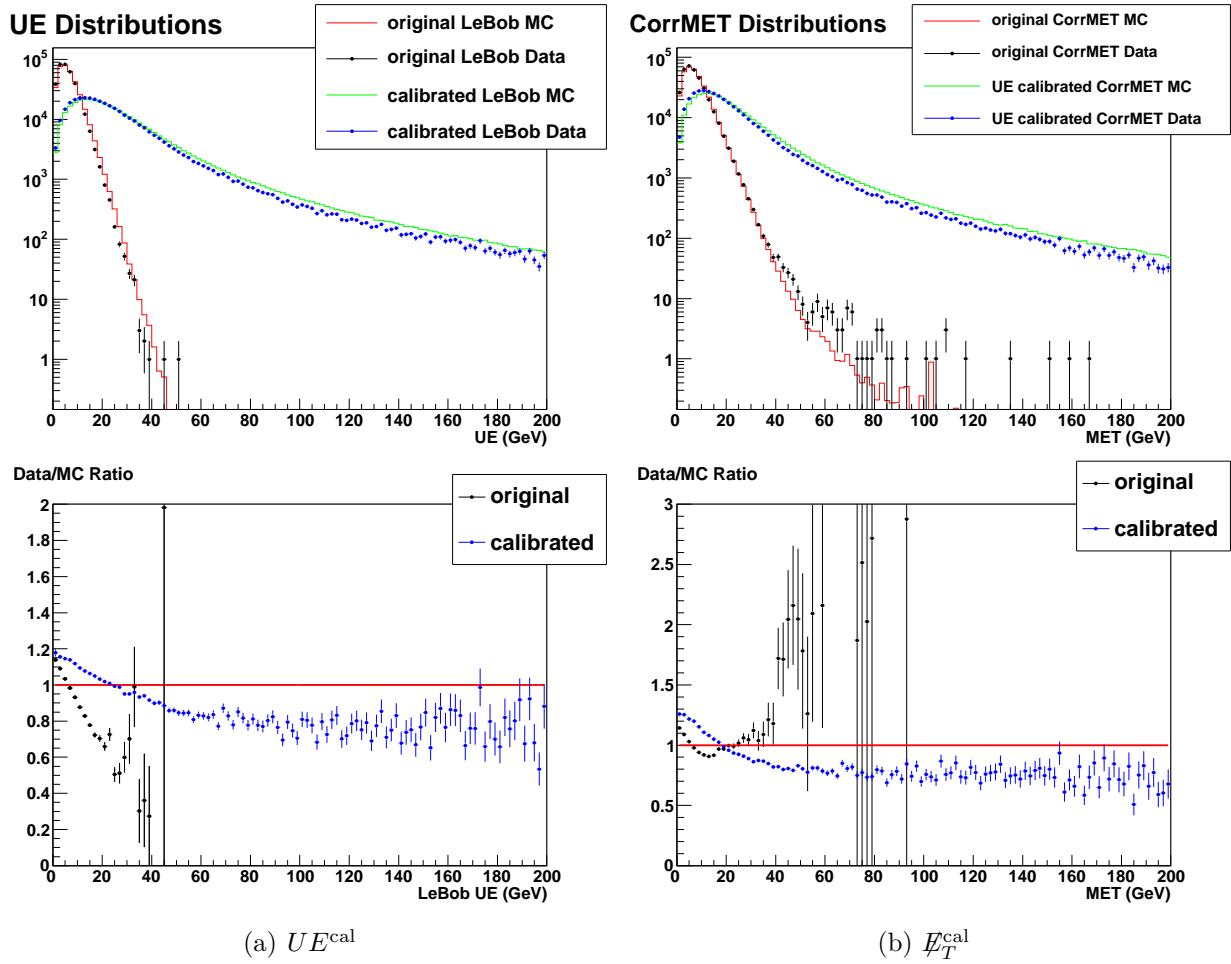 UE Distributions
original LeBob MC
original LeBob Data
calibrated LeBob MC
calibrated LeBob Data
10^5
10^4
10^3
10^2
10
1
0 20 40 60 80 100 120 140 160 180 200
UE (GeV)
CorrMET Distributions
original CorrMET MC
original CorrMET Data
UE calibrated CorrMET MC
UE calibrated CorrMET Data
10^5
10^4
10^3
10^2
10
1
0 20 40 60 80 100 120 140 160 180 200
MET (GeV)
Data/MC Ratio
original
calibrated
2
1.8
1.6
1.4
1.2
1
0.8
0.6
0.4
0.2
0
0 20 40 60 80 100 120 140 160 180 200
LeBob UE (GeV)
Data/MC Ratio
original
calibrated
3
2.5
2
1.5
1
0.5
0
0 20 40 60 80 100 120 140 160 180 200
MET (GeV)
(a) UE^cal
(b) E̸_T^cal